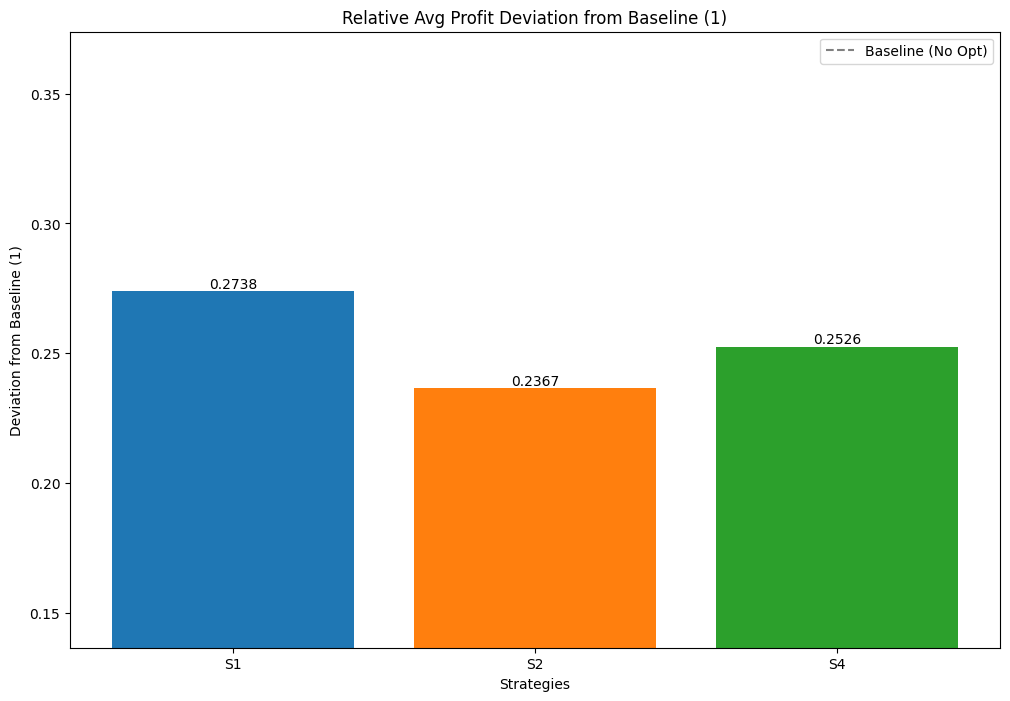 Relative Avg Profit Deviation from Baseline (1)
Baseline (No Opt)
Deviation from Baseline (1)
0.35
0.30
0.25
0.20
0.15
0.2738
0.2367
0.2526
S1
S2
S4
Strategies